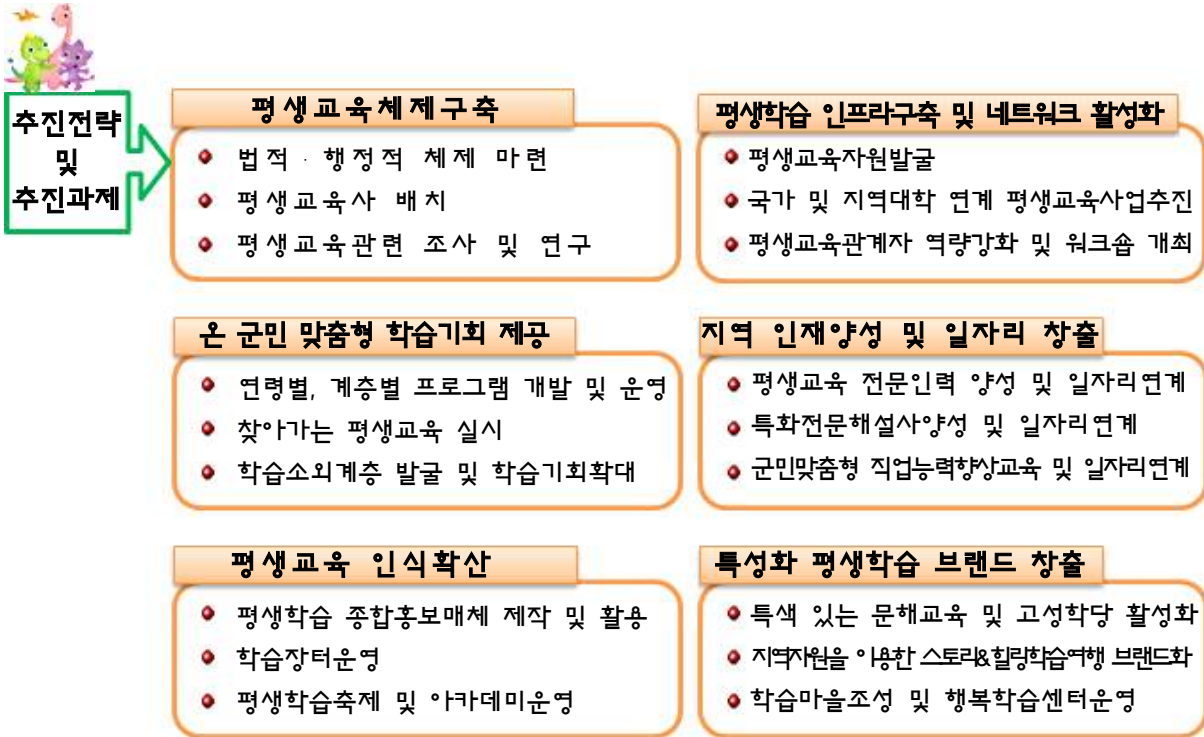 추진전략
및
추진과제
평생교육체제구축
법적·행정적 체제 마련
평생교육사 배치
평생교육관련 조사 및 연구
평생학습 인프라구축 및 네트워크 활성화
평생교육자원발굴
국가 및 지역대학 연계 평생교육사업추진
평생교육관계자 역량강화 및 워크숍 개최
온 군민 맞춤형 학습기회 제공
연령별, 계층별 프로그램 개발 및 운영
찾아가는 평생교육 실시
학습소외계층 발굴 및 학습기회확대
지역 인재양성 및 일자리 창출
평생교육 전문인력 양성 및 일자리연계
특화전문해설사양성 및 일자리연계
군민맞춤형 직업능력향상교육 및 일자리연계
평생교육 인식확산
평생학습 종합홍보매체 제작 및 활용
학습장터운영
평생학습축제 및 아카데미운영
특성화 평생학습 브랜드 창출
특색 있는 문해교육 및 고성학당 활성화
지역자원을 이용한 스토리&힐링학습여행 브랜드화
학습마을조성 및 행복학습센터운영